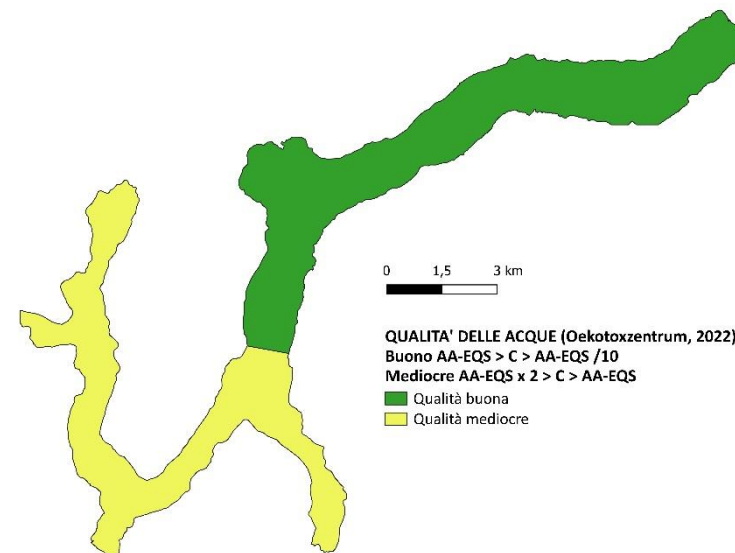 0 1,5 3 km
QUALITA' DELLE ACQUE (Oekotoxzentrum, 2022)
Buono AA-EQS > C > AA-EQS /10
Mediocre AA-EQS x 2 > C > AA-EQS
Qualità buona
Qualità mediocre